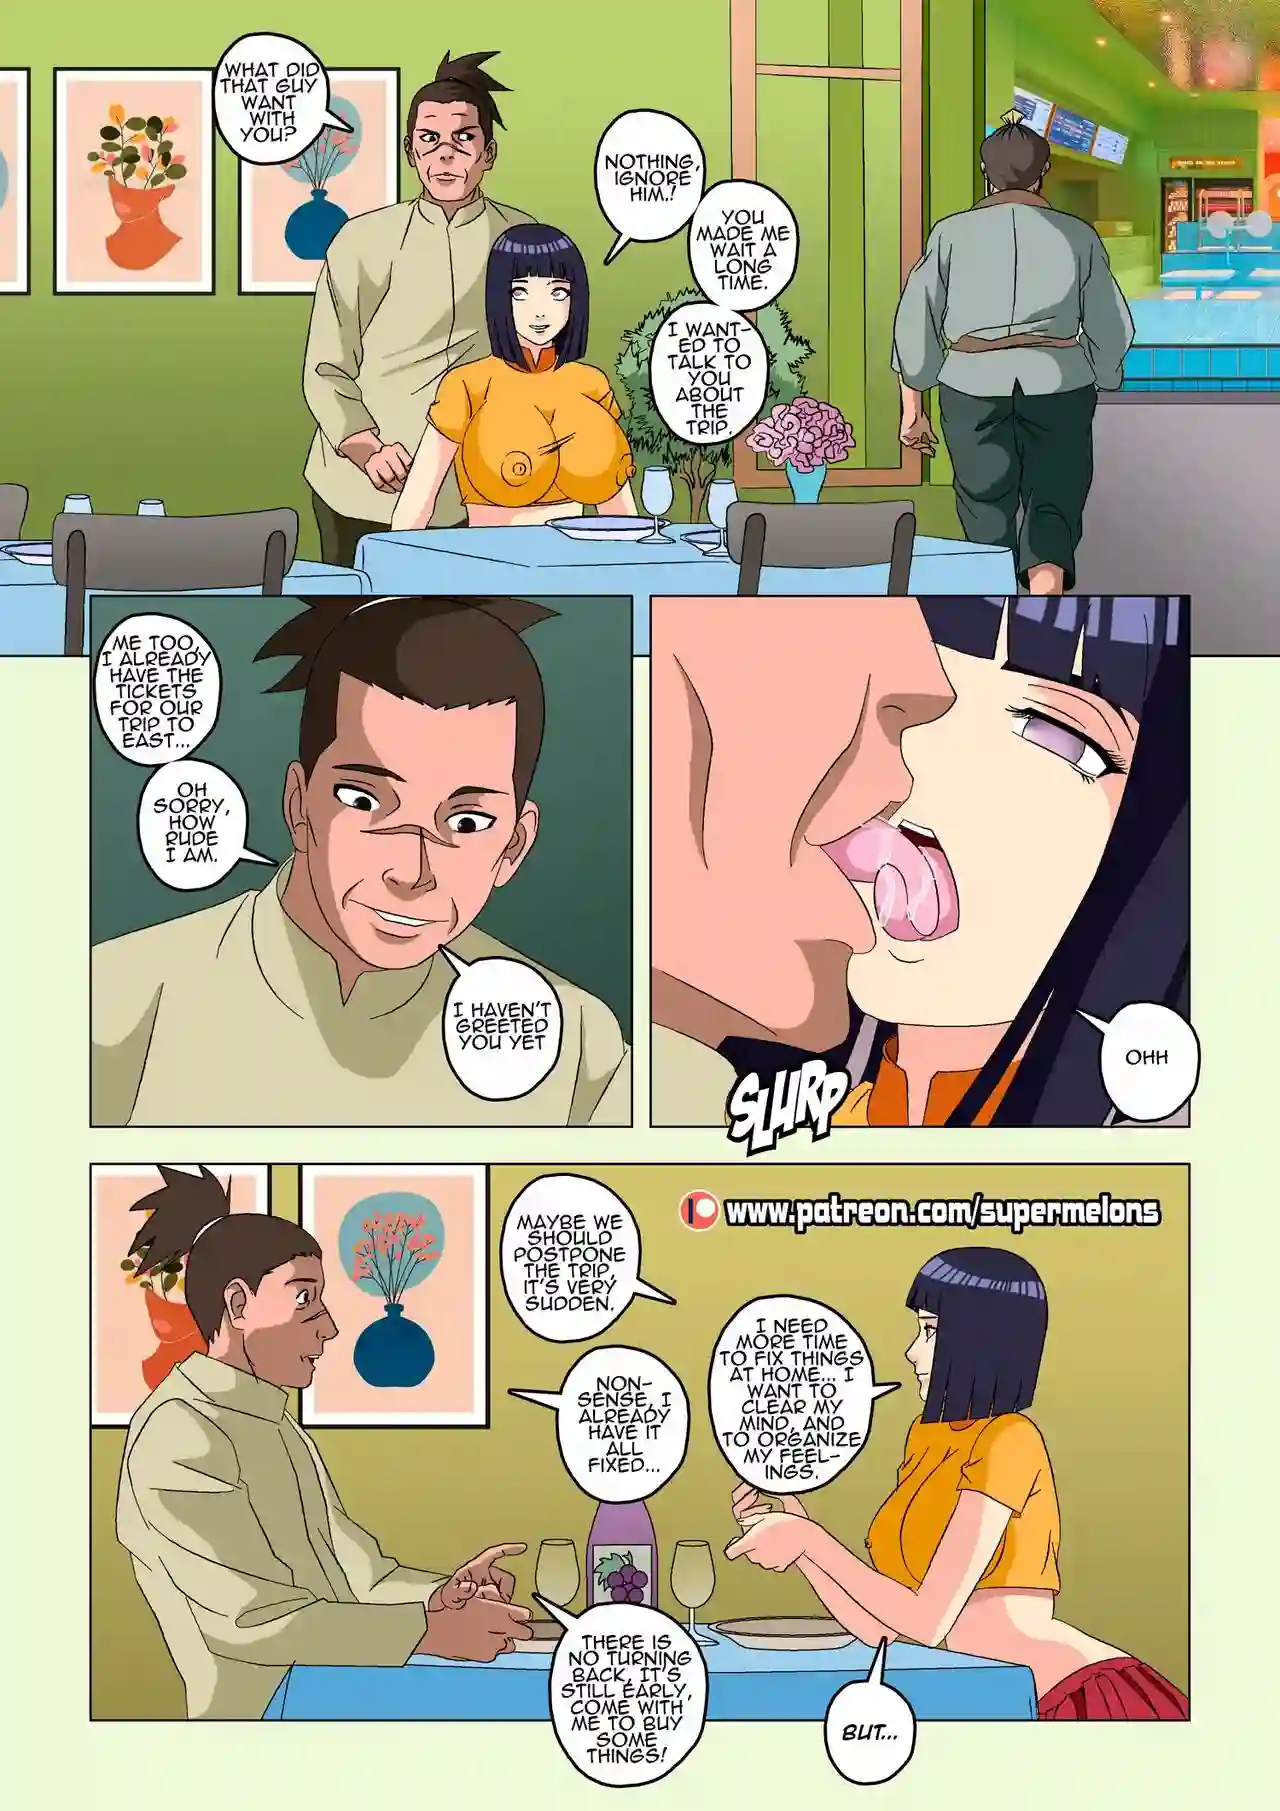 WHAT DID
THAT GUY
WANT
WITH
YOU?
NOTHING,
IGNORE
HIM.!
YOU
MADE ME
WAIT A
LONG
TIME.
I WANT-
ED TO
TALK TO
YOU
ABOUT
THE
TRIP.
ME TOO,
I ALREADY
HAVE THE
TICKETS
FOR OUR
TRIP TO
EAST...
OH
SORRY,
HOW
RUDE
I AM.
I HAVEN'T
GREETED
YOU YET
OHH
SLURP
www.patreon.com/supermelons
MAYBE WE
SHOULD
POSTPONE
THE TRIP,
IT'S VERY
SUDDEN.
I NEED
MORE TIME
TO FIX THINGS
AT HOME... I
WANT TO
CLEAR MY
MIND, AND
TO ORGANIZE
MY FEEL-
INGS.
NON-
SENSE, I
ALREADY
HAVE IT
ALL
FIXED...
THERE IS
NO TURNING
BACK, IT'S
STILL EARLY,
COME WITH
ME TO BUY
SOME
THINGS!
BUT...